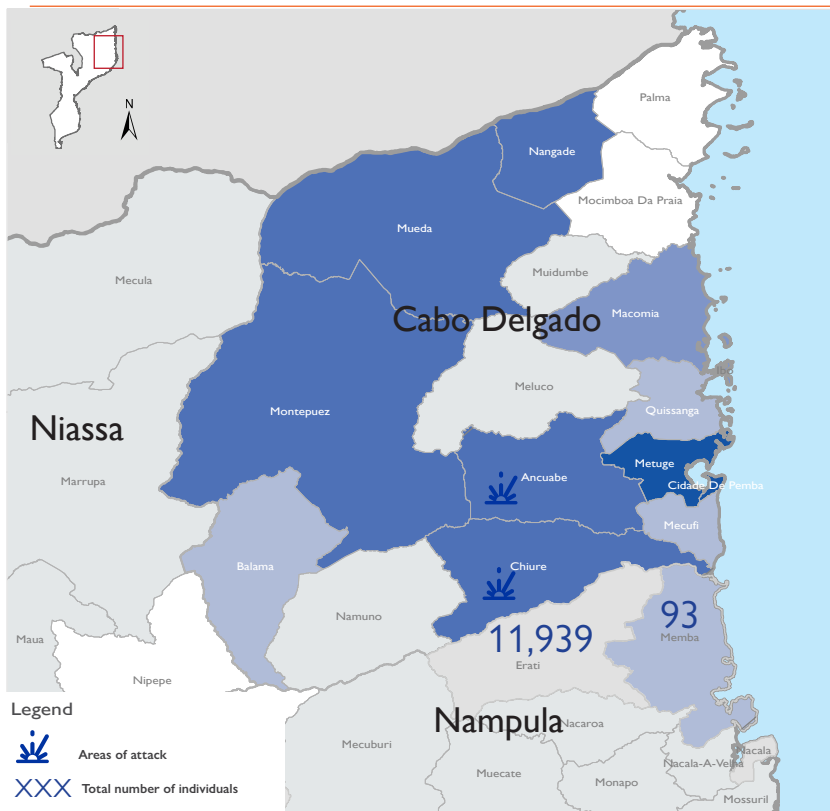 N
Palma
Nangade
Mocimboa Da Praia
Mueda
Muidumbe
Mecula
Cabo Delgado
Macomia
Ibo
Meluco
Montepuez
Quissanga
Niassa
Metuge
Marrupa
Ancuabe
Cidade De Pemba
Mecufi
Balama
Chiure
Namuno
93
Maua
11,939
Memba
Erati
Nipepe
Legend
Nampula
Nacaroa
Mecuburi
Areas of attack
Nacala
Nacala-A-Velha
Muecate
Monapo
XXX Total number of individuals
Mossuril